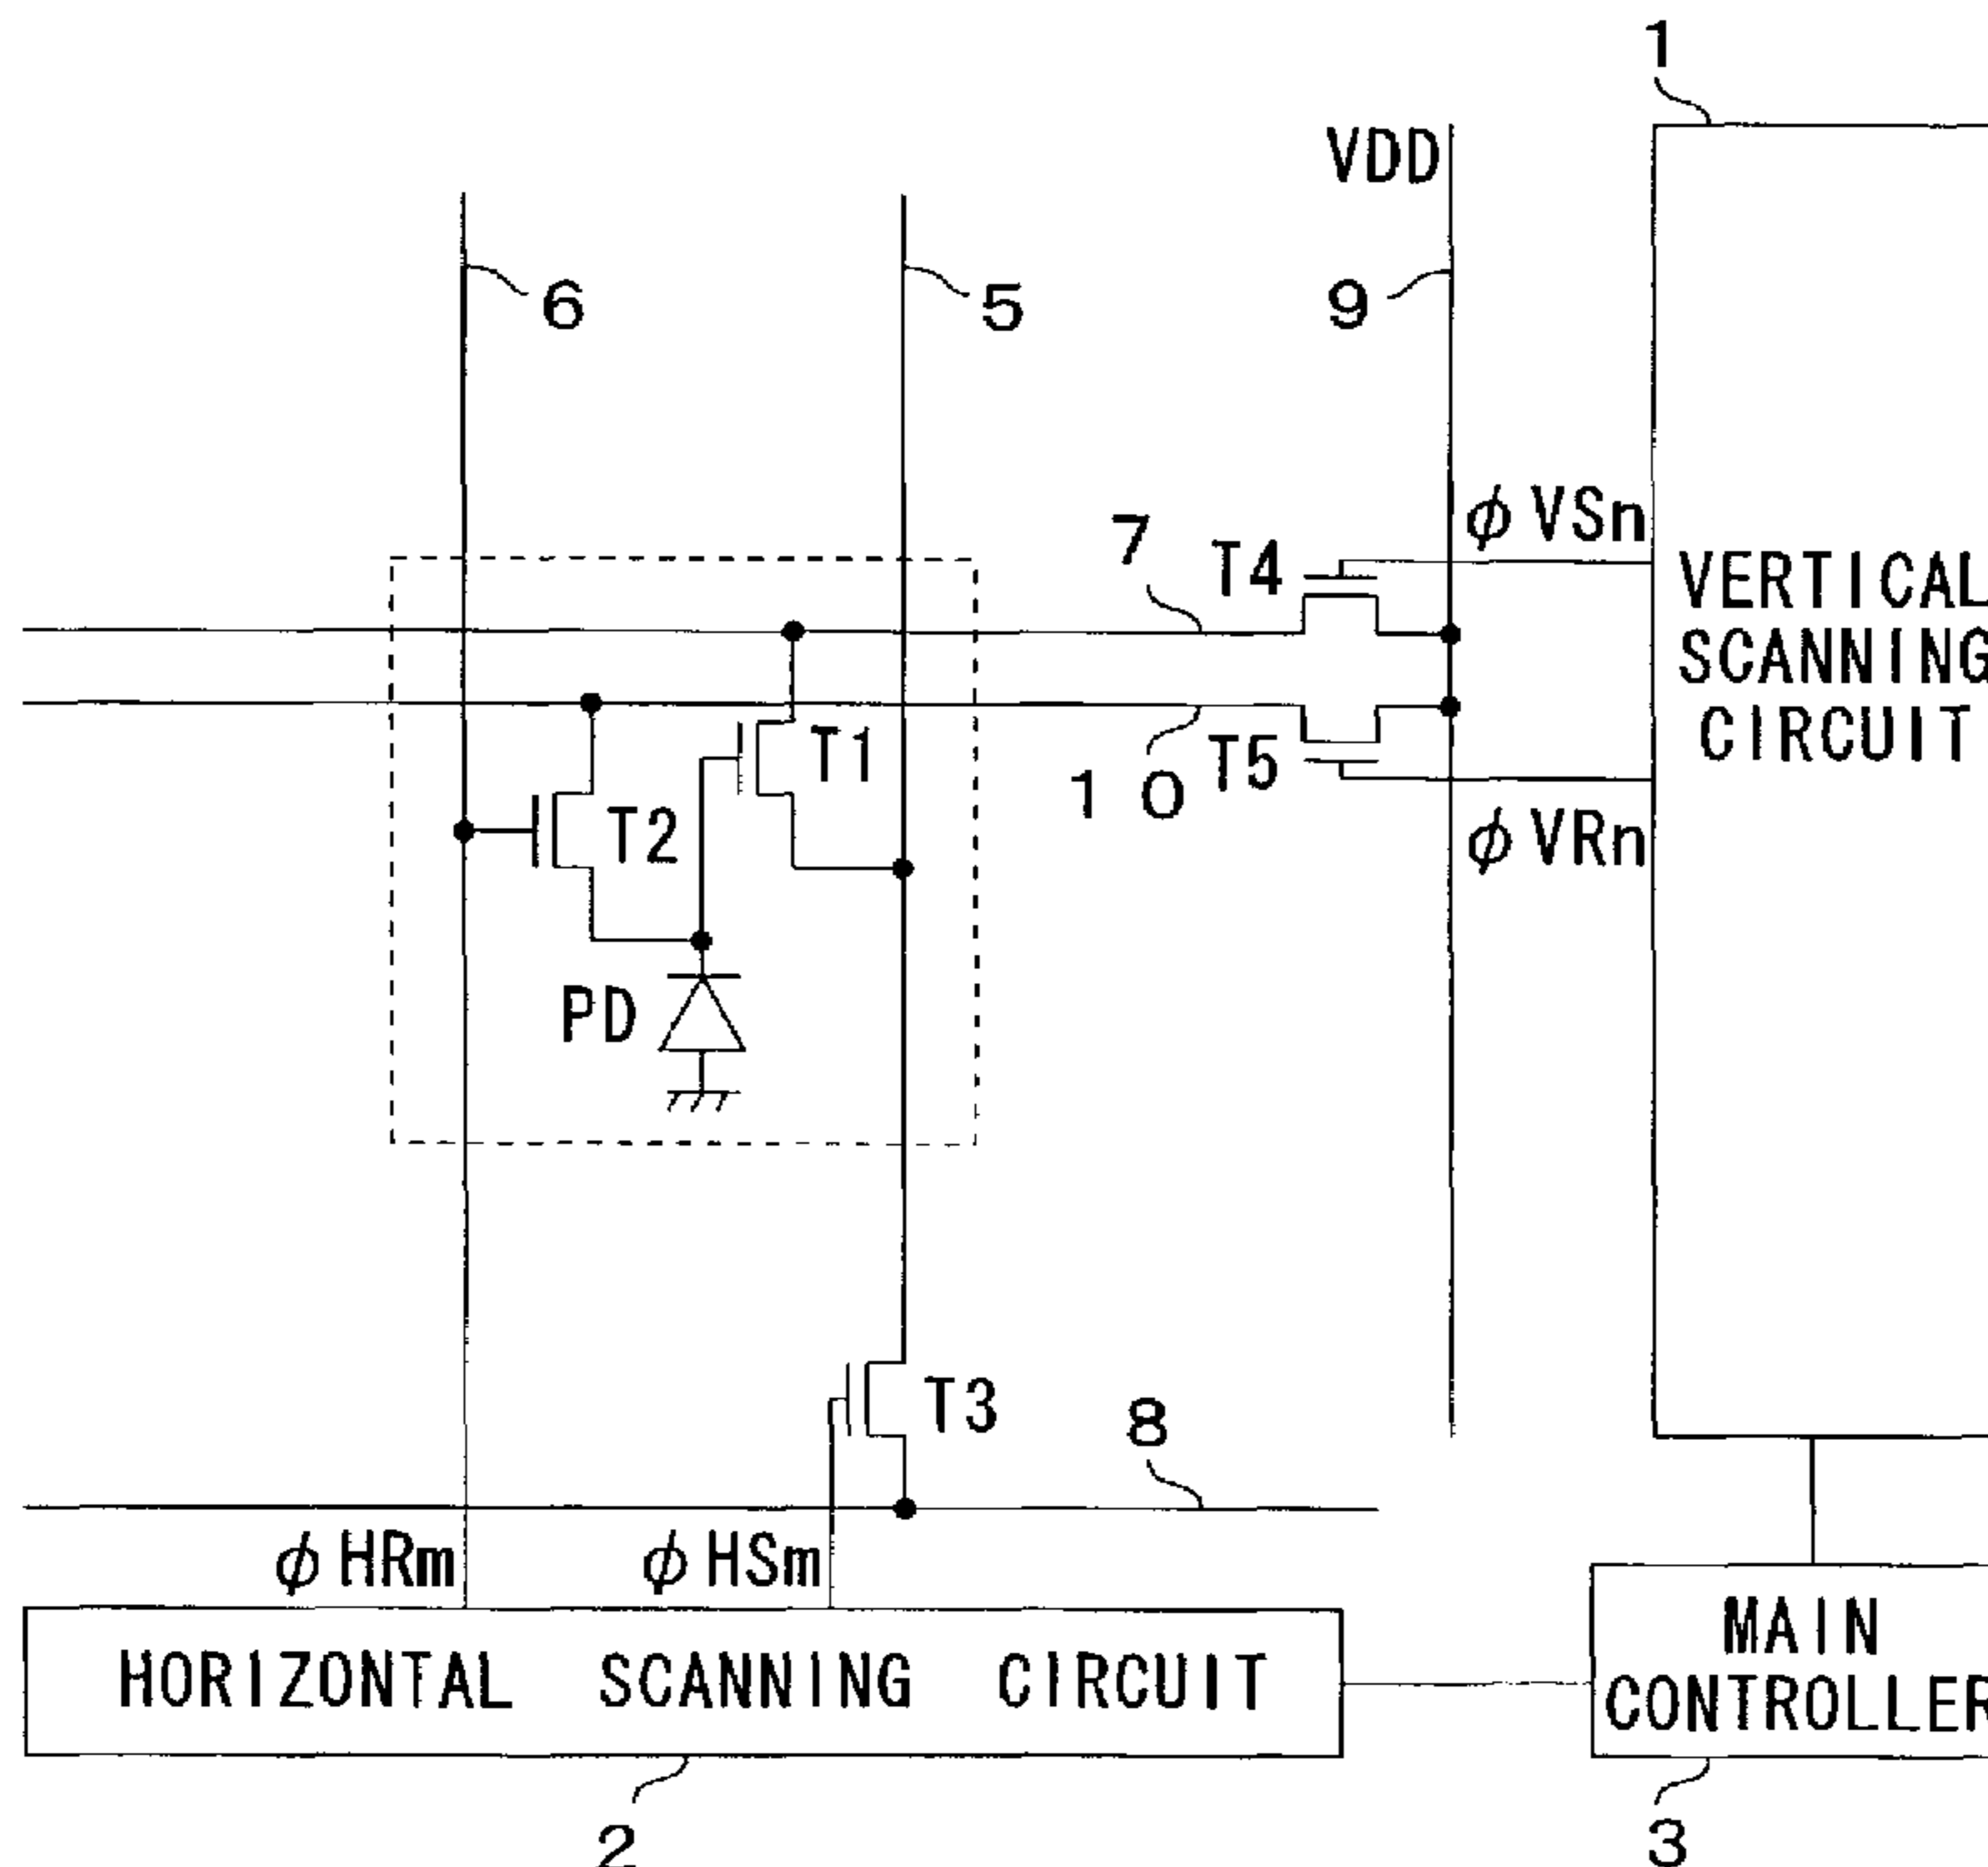 1
VDD
6
5
9
φVSn
7
T4
VERTICAL
SCANNING
CIRCUIT
T1
10
T5
T2
φVRn
PD
T3
8
φHRm
φHSm
MAIN
CONTROLLER
HORIZONTAL SCANNING CIRCUIT
2
3